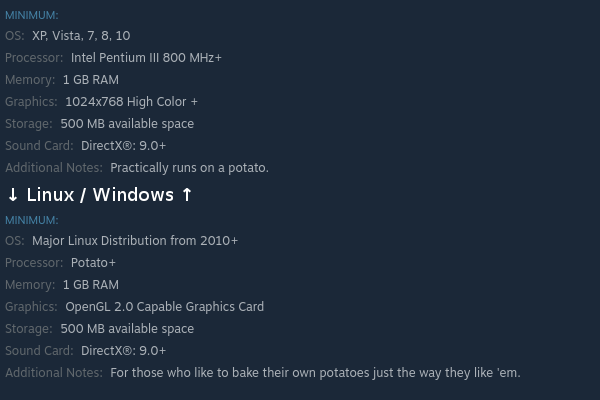 MINIMUM:
OS: XP, Vista, 7, 8, 10
Processor: Intel Pentium III 800 MHz+
Memory: 1 GB RAM
Graphics: 1024x768 High Color +
Storage: 500 MB available space
Sound Card: DirectX®: 9.0+
Additional Notes: Practically runs on a potato.
↓ Linux / Windows ↑
MINIMUM:
OS: Major Linux Distribution from 2010+
Processor: Potato+
Memory: 1 GB RAM
Graphics: OpenGL 2.0 Capable Graphics Card
Storage: 500 MB available space
Sound Card: DirectX®: 9.0+
Additional Notes: For those who like to bake their own potatoes just the way they like 'em.